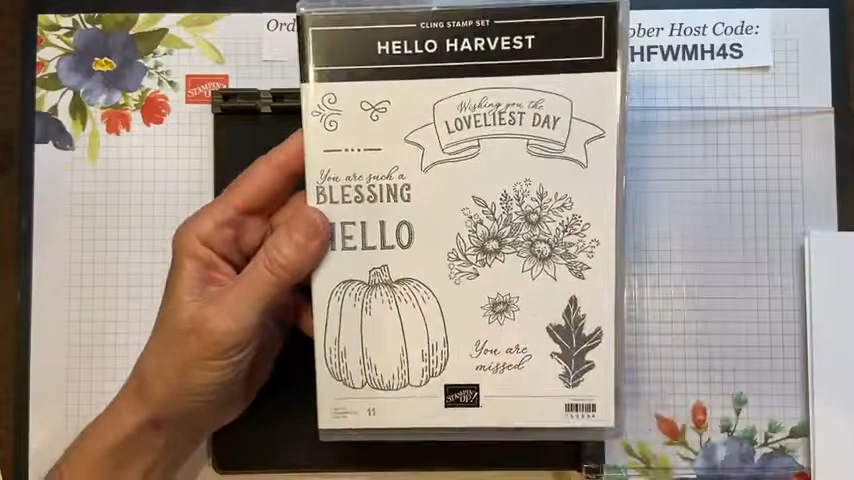 Ord
ober Host Code:
HFWMH4S
STAMPIN'
CLING STAMP SET
HELLO HARVEST
Wishing you the
LOVELIEST DAY
You are such a
BLESSING
HELLO
You are
missed
STAMPIN' UP!
11